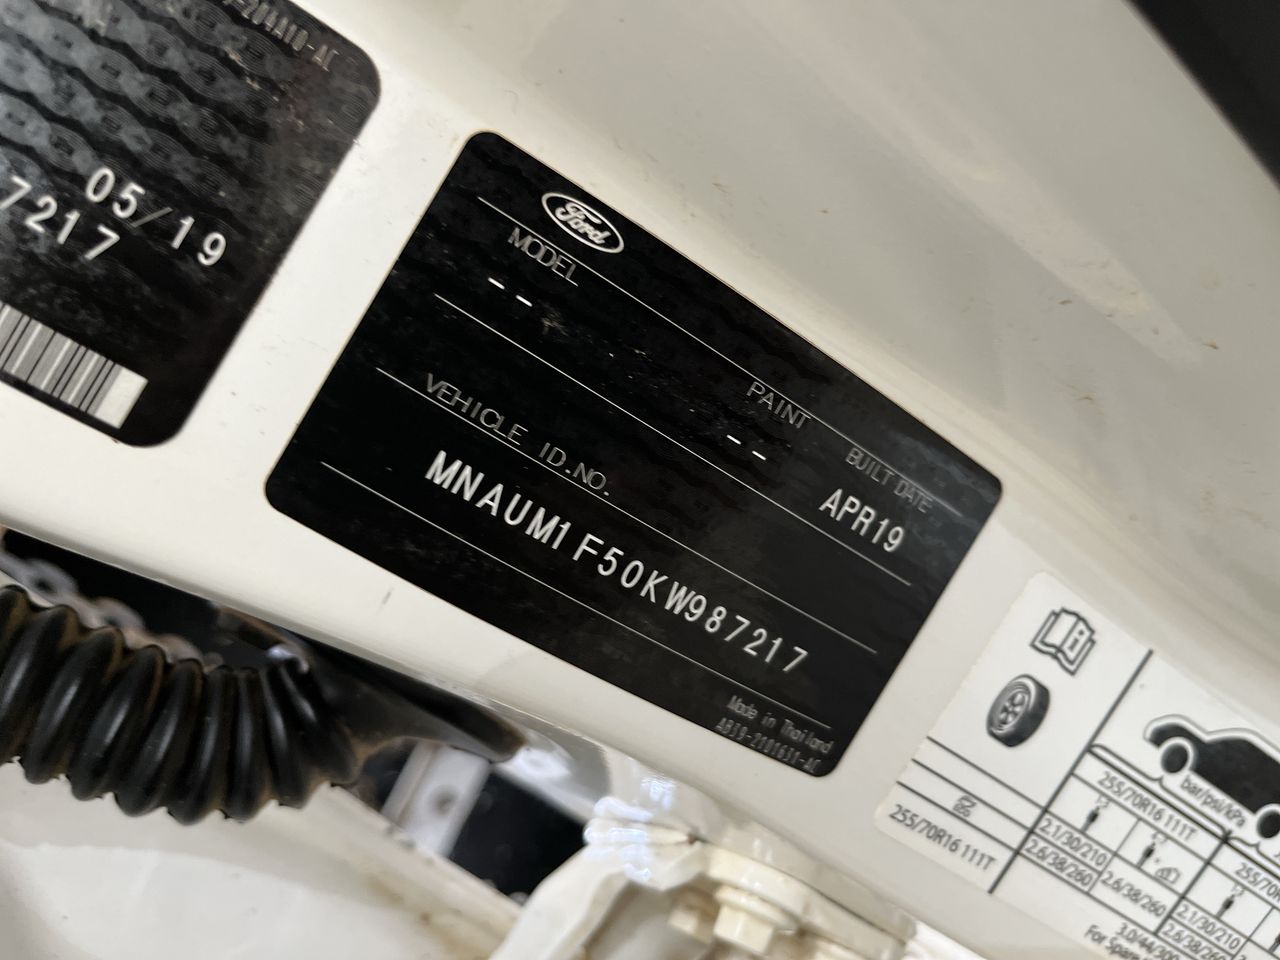 05/19
7217
Ford
MODEL
--
PAINT
--
BUILT DATE
APR19
VEHICLE ID.NO.
MNAUM1F50KW987217
Made in Thailand
bar/psi/kPa
255/70R16 111T
255/70R16 111T
2.1/30/210
2.6/38/260
2.6/38/260
2.1/30/210
2.6/38/260
3.0/44/300